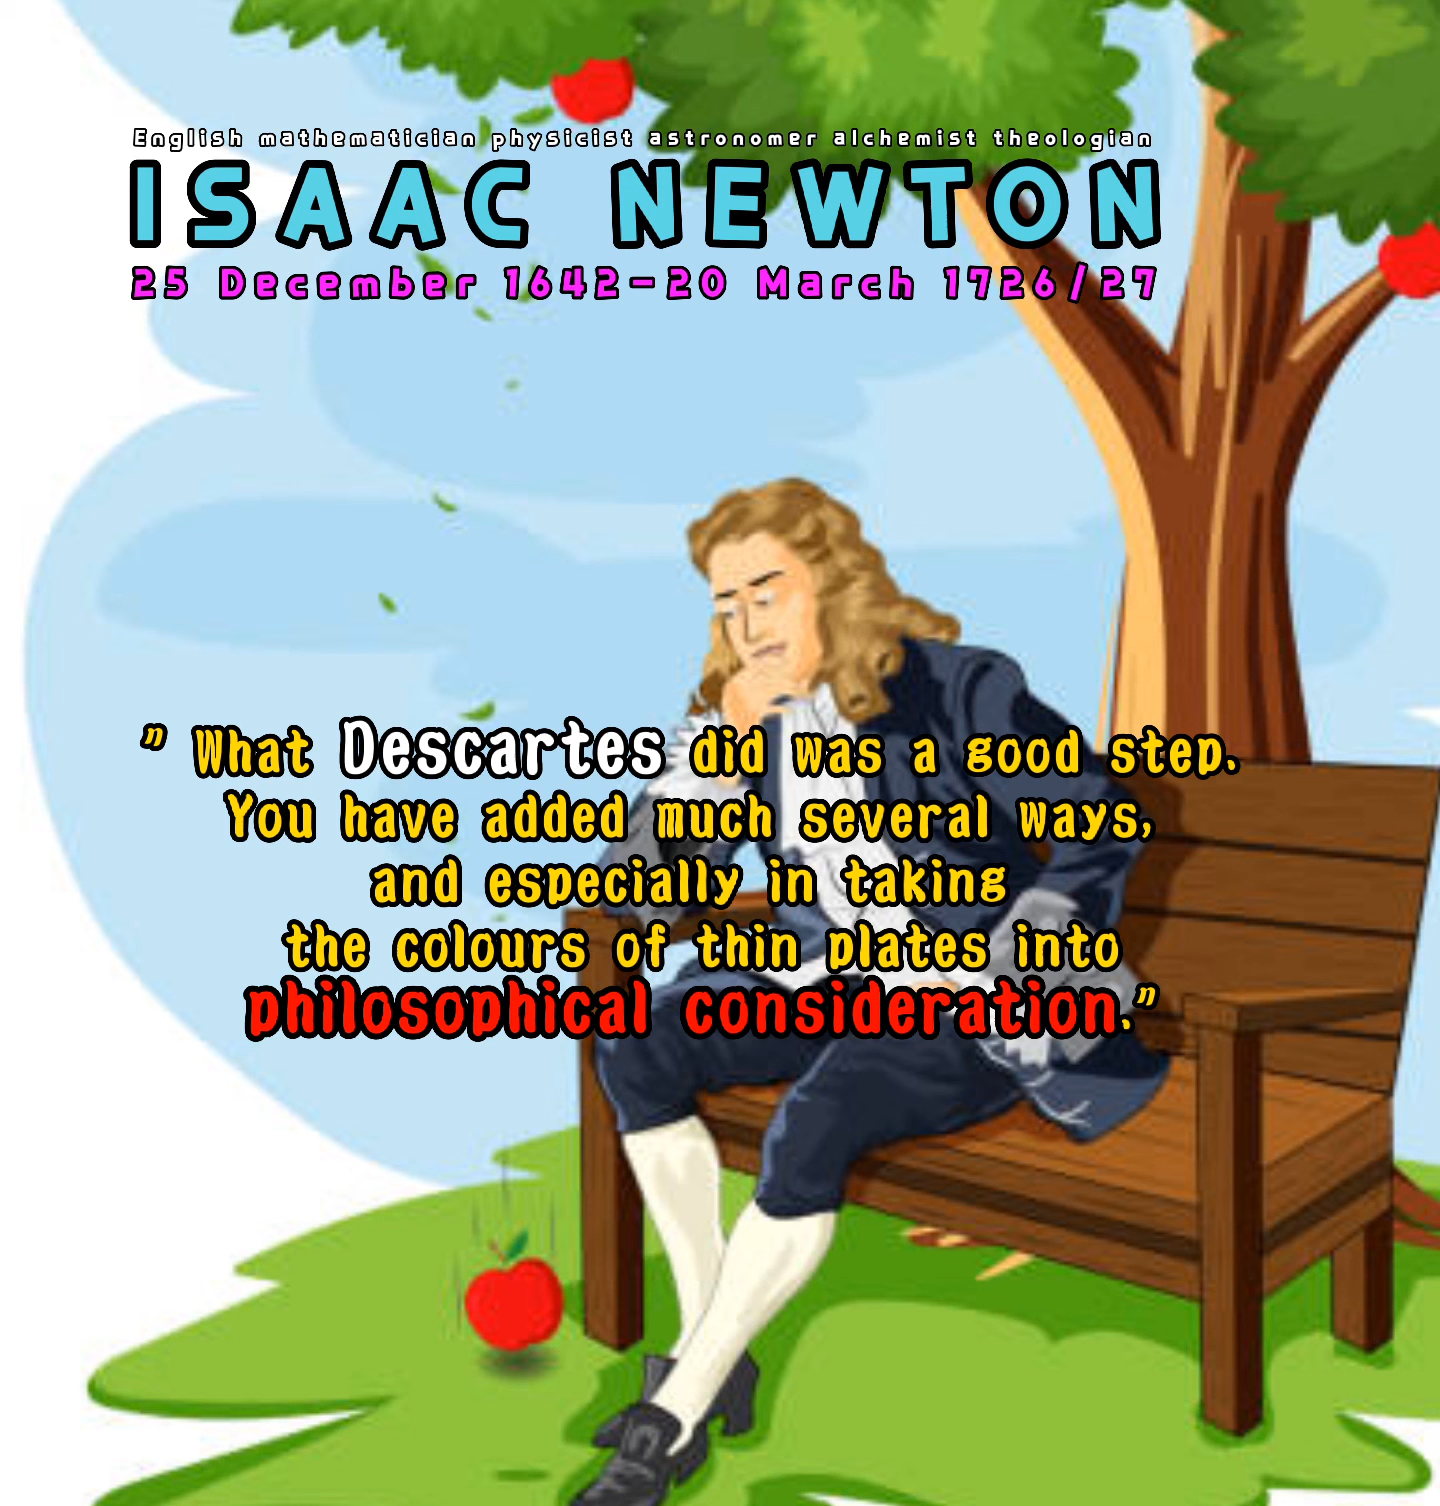 English mathematician physicist astronomer alchemist theologian
ISAAC NEWTON
25 December 1642-20 March 1726/27
" What Descartes did was a good step.
You have added much several ways,
and especially in taking
the colours of thin plates into
philosophical consideration."